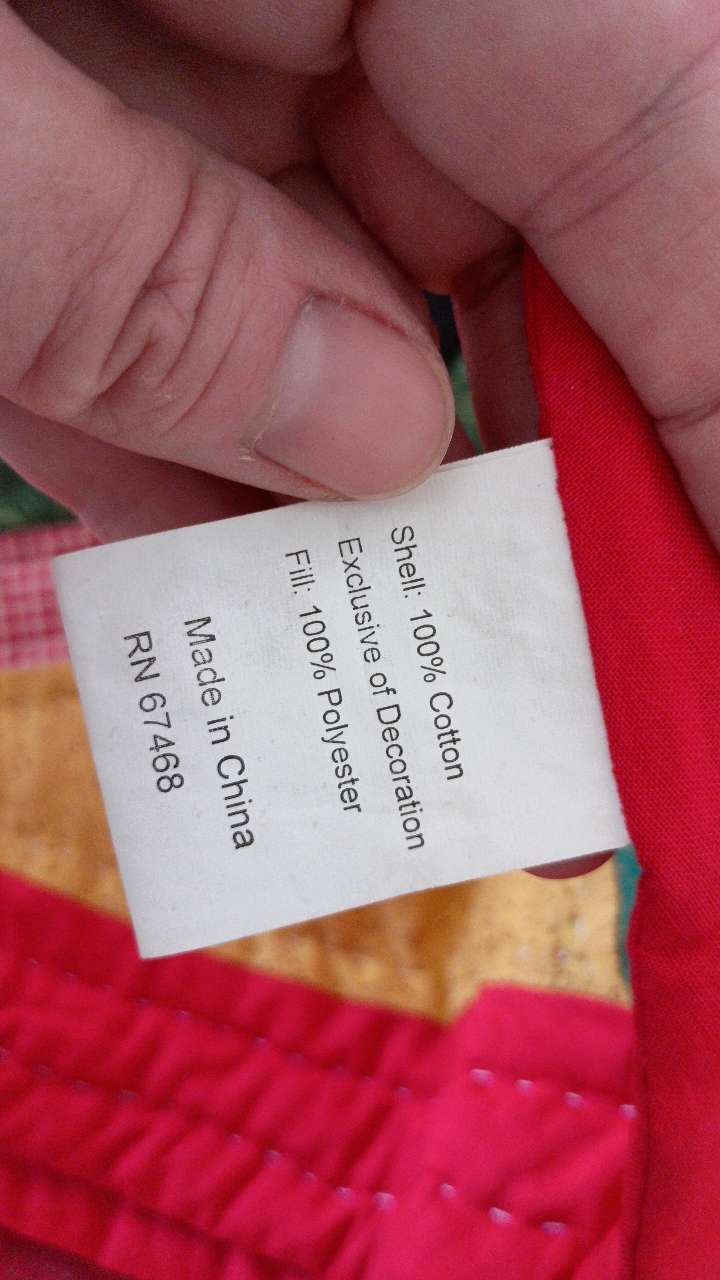 Shell: 100% Cotton
Exclusive of Decoration
Fill: 100% Polyester
Made in China
RN 67468